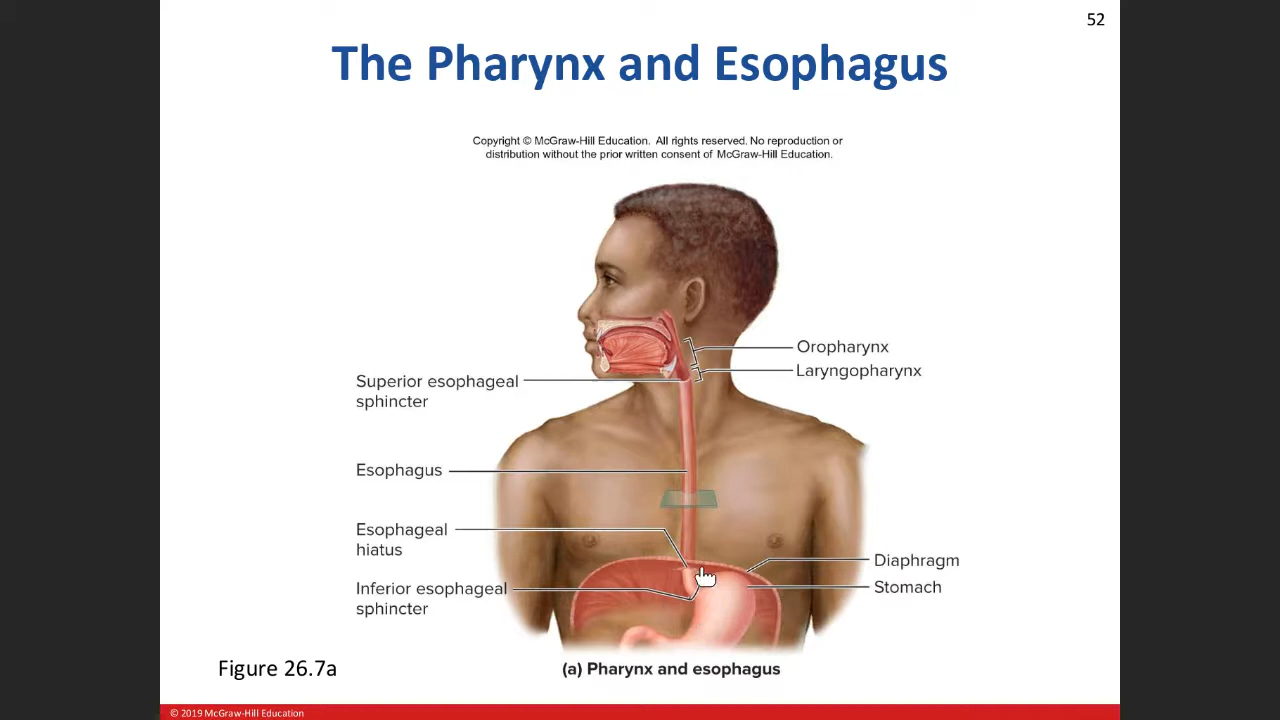 52
The Pharynx and Esophagus
Copyright © McGraw-Hill Education. All rights reserved. No reproduction or
distribution without the prior written consent of McGraw-Hill Education.
Oropharynx
Laryngopharynx
Superior esophageal
sphincter
Esophagus
Esophageal
hiatus
Diaphragm
Stomach
Inferior esophageal
sphincter
Figure 26.7a
(a) Pharynx and esophagus
© 2019 McGraw-Hill Education